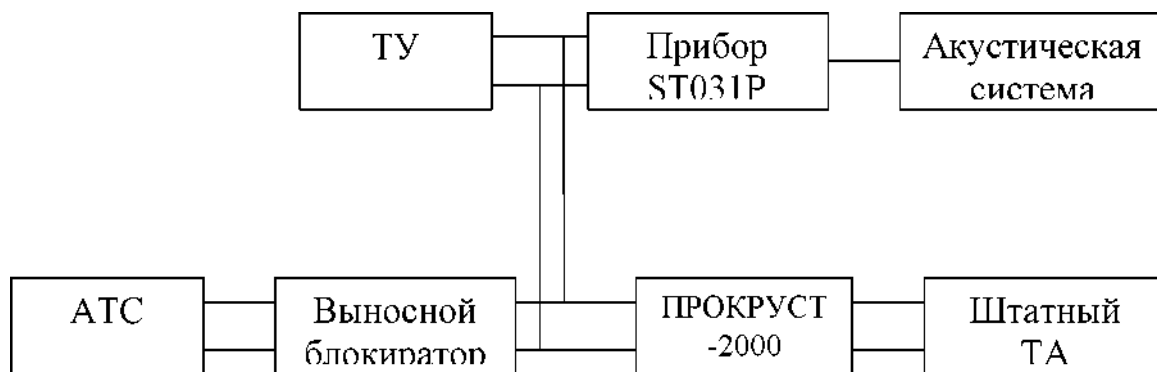 ТУ
Прибор
ST031P
Акустическая
система
АТС
Выносной
блокиратор
ПРОКРУСТ
-2000
Штатный
ТА